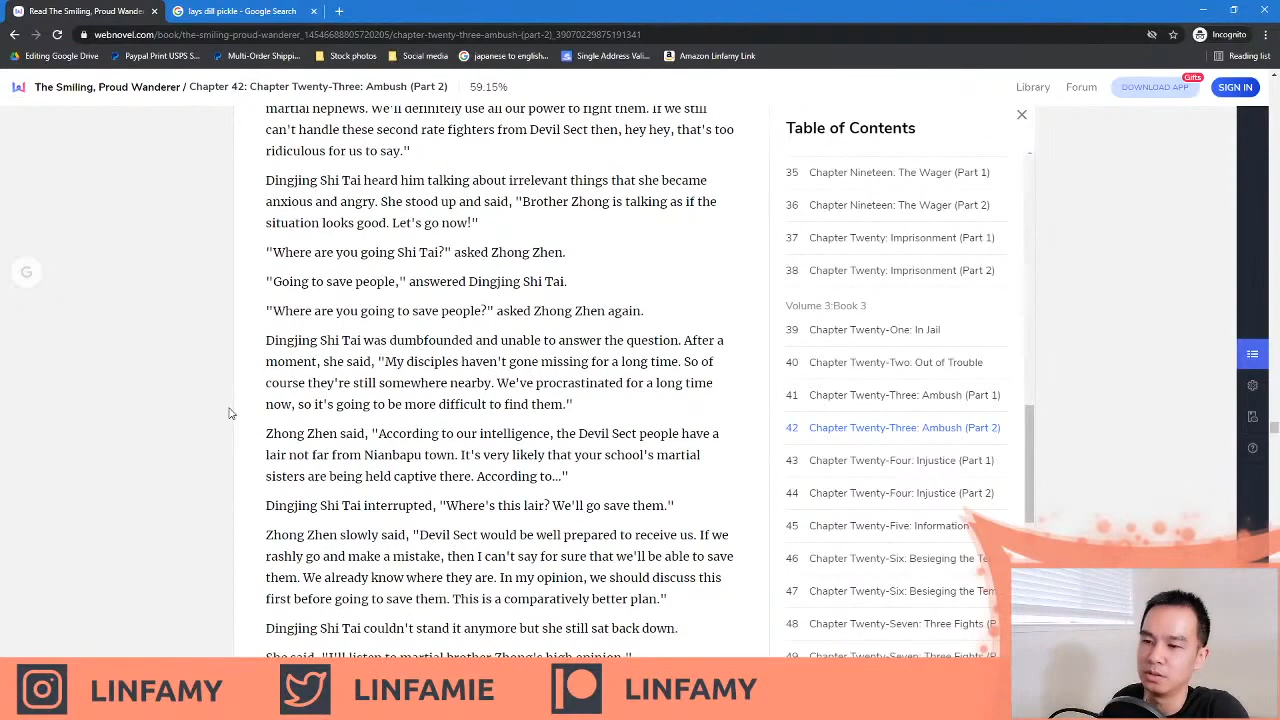 Read The Smiling, Proud Wande
lays dill pickle - Google Search
webnovel.com/book/the-smiling-proud-wanderer_14546688805720205/chapter-twenty-three-ambush-(part-2)_39070229875191341
Incognito
Editing Google Drive
Paypal Print USPS S...
Multi-Order Shippi...
Stock photos
Social media
japanese to english...
Single Address Vali...
Amazon Linfamy Link
Reading list
The Smiling, Proud Wanderer / Chapter 42: Chapter Twenty-Three: Ambush (Part 2)
59.15%
Library
Forum
DOWNLOAD APP
Gifts
SIGN IN
martial nephews. We'll definitely use all our power to fight them. If we still
can't handle these second rate fighters from Devil Sect then, hey hey, that's too
ridiculous for us to say."
Dingjing Shi Tai heard him talking about irrelevant things that she became
anxious and angry. She stood up and said, "Brother Zhong is talking as if the
situation looks good. Let's go now!"
"Where are you going Shi Tai?" asked Zhong Zhen.
"Going to save people," answered Dingjing Shi Tai.
"Where are you going to save people?" asked Zhong Zhen again.
Dingjing Shi Tai was dumbfounded and unable to answer the question. After a
moment, she said, "My disciples haven't gone missing for a long time. So of
course they're still somewhere nearby. We've procrastinated for a long time
now, so it's going to be more difficult to find them."
Zhong Zhen said, "According to our intelligence, the Devil Sect people have a
lair not far from Nianbapu town. It's very likely that your school's martial
sisters are being held captive there. According to..."
Dingjing Shi Tai interrupted, "Where's this lair? We'll go save them."
Zhong Zhen slowly said, "Devil Sect would be well prepared to receive us. If we
rashly go and make a mistake, then I can't say for sure that we'll be able to save
them. We already know where they are. In my opinion, we should discuss this
first before going to save them. This is a comparatively better plan."
Dingjing Shi Tai couldn't stand it anymore but she still sat back down.
She said, "I'll listen to martial brother Zhong's high opinion."
Table of Contents
35 Chapter Nineteen: The Wager (Part 1)
36 Chapter Nineteen: The Wager (Part 2)
37 Chapter Twenty: Imprisonment (Part 1)
38 Chapter Twenty: Imprisonment (Part 2)
Volume 3:Book 3
39 Chapter Twenty-One: In Jail
40 Chapter Twenty-Two: Out of Trouble
41 Chapter Twenty-Three: Ambush (Part 1)
42 Chapter Twenty-Three: Ambush (Part 2)
43 Chapter Twenty-Four: Injustice (Part 1)
44 Chapter Twenty-Four: Injustice (Part 2)
45 Chapter Twenty-Five: Information
46 Chapter Twenty-Six: Besieging the Te
47 Chapter Twenty-Six: Besieging the Tem
48 Chapter Twenty-Seven: Three Fights (P
49 Chapter Twenty-Seven: Three Fights (P
LINFAMY
LINFAMIE
LINFAMY